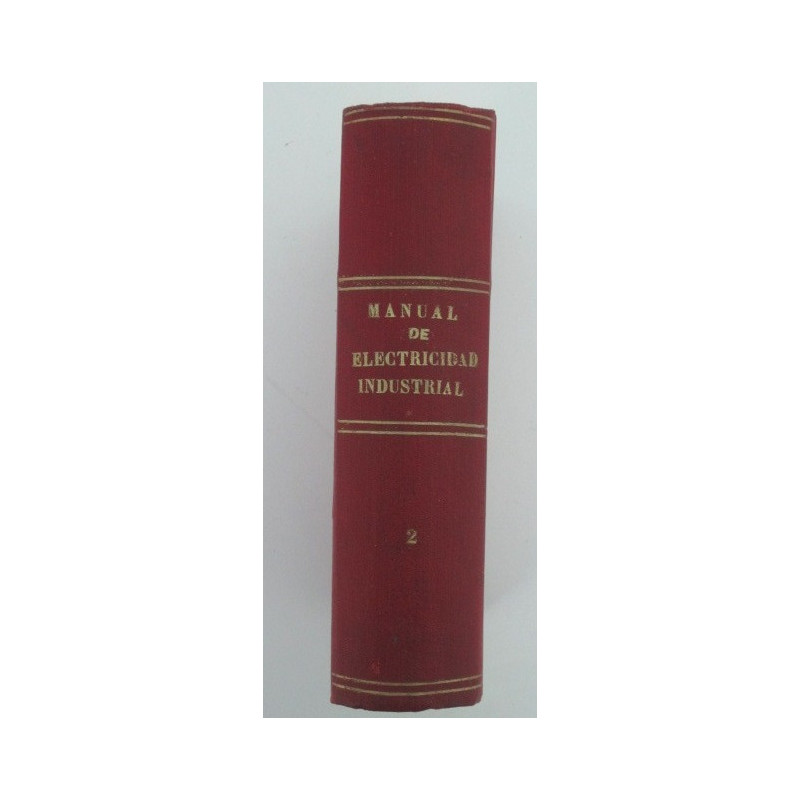 MANUAL
DE
ELECTRICIDAD
INDUSTRIAL
2